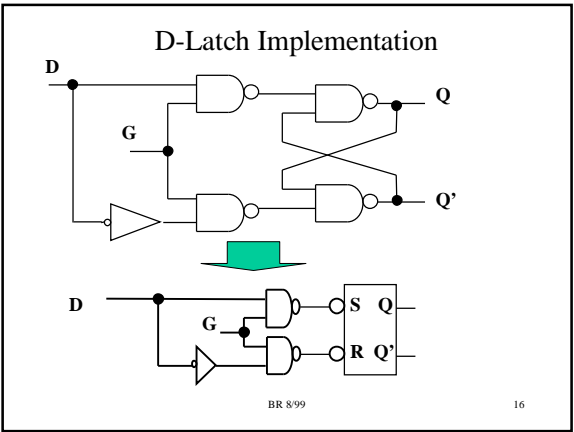 D-Latch Implementation
D
Q
G
Q’
D
S Q
G
R Q’
BR 8/99
16